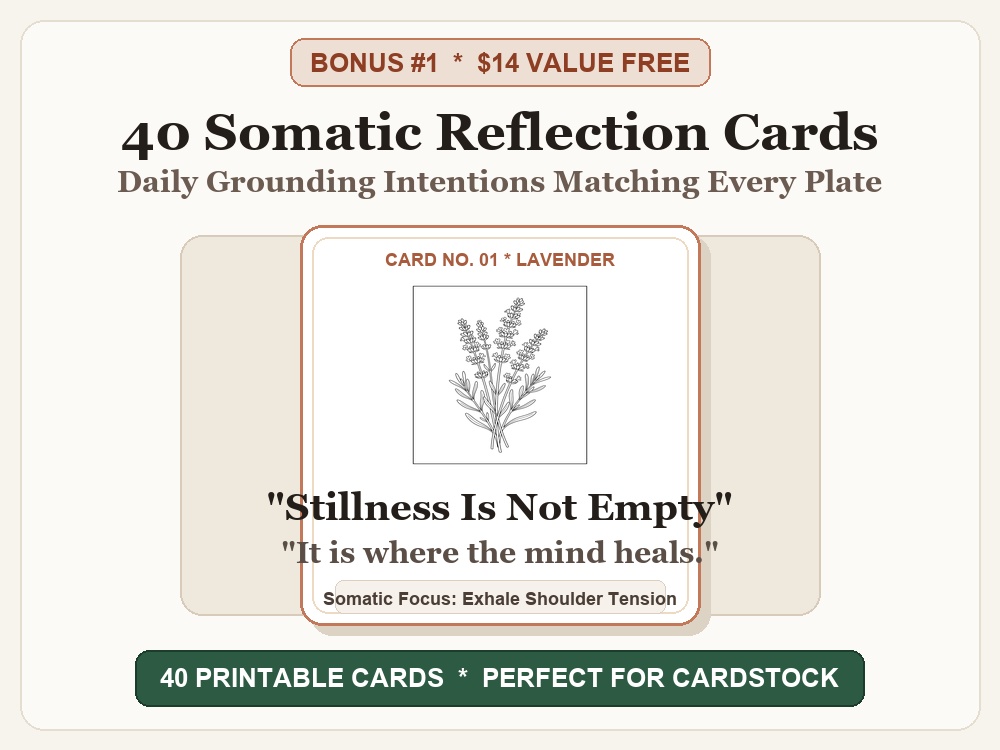 BONUS #1 * $14 VALUE FREE
40 Somatic Reflection Cards
Daily Grounding Intentions Matching Every Plate
CARD NO. 01 * LAVENDER
"Stillness Is Not Empty"
"It is where the mind heals."
Somatic Focus: Exhale Shoulder Tension
40 PRINTABLE CARDS * PERFECT FOR CARDSTOCK